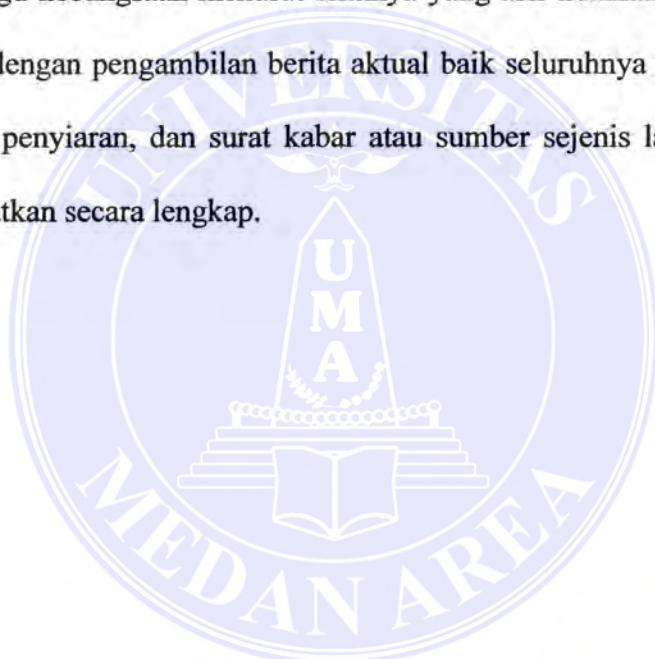 dengan pengambilan berita aktual baik seluruhnya
penyiaran, dan surat kabar atau sumber sejenis
tkan secara lengkap.
UNIVERSITAS
U
M
A
MEDAN AREA